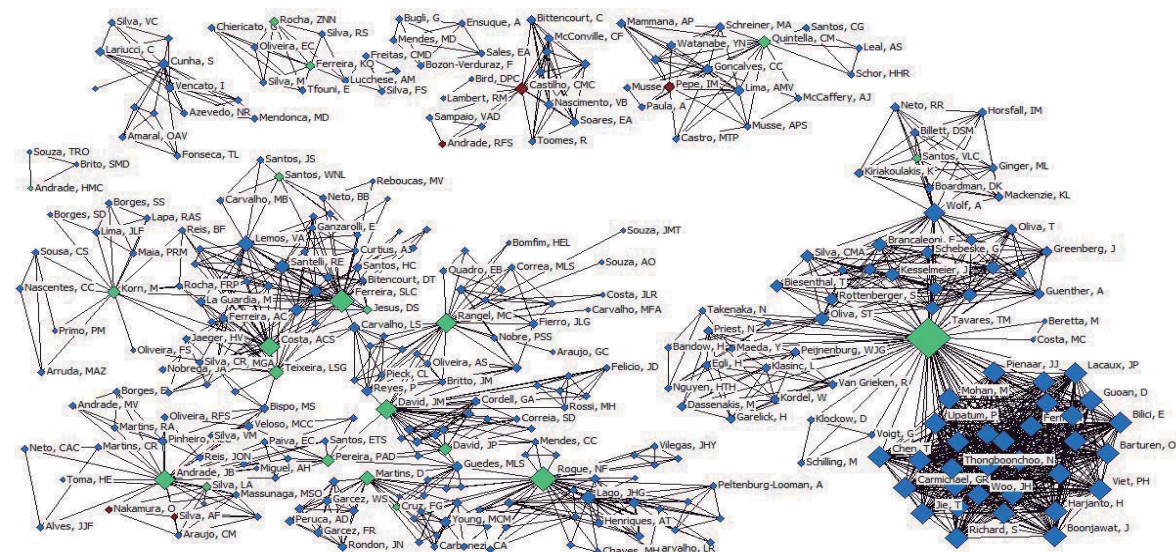 Silva, VC
Lariucci, C
Cunha, S
Vencato, I
Azevedo, NR
Mendonca, MD
Amaral, OAV
Fonseca, TL
Rocha, ZNN
Chiericato,
Silva, RS
Oliveira, EC
Ferreira, KQ
Freitas, CMD
Silva, M
Tfouni, E
Lucchese, AM
Silva, FS
Bugli, G
Ensuque, A
Mendes, MD
Sales, EA
Bozon-Verduraz, F
Bittencourt, C
McConville, CF
Bird, DPC
Castilho, CMC
Lambert, RM
Nascimento, VB
Sampaio, VAD
Soares, EA
Andrade, RFS
Toomes, R
Mammana, AP
Schreiner, MA
Santos, CG
Watanabe, YN
Quintella, CM
Leal, AS
Goncalves, CC
Schor, HHR
Musse
Pepe, IM
Lima, AMV
Paula, A
McCaffery, AJ
Musse, APS
Castro, MTP
Souza, TRO
Brito, SMD
Andrade, HMC
Neto, RR
Horsfall, IM
Billett, DSM
Santos, VLC
Kiriakoulakis, K
Ginger, ML
Boardman, DK
Mackenzie, KL
Wolf, A
Santos, JS
Santos, WNL
Reboucas, MV
Carvalho, MB
Neto, BB
Borges, SS
Borges, SD
Lapa, RAS
Lima, JLF
Reis, BF
Ganzarolli, E
Lemos, VA
Curtius, AJ
Sousa, CS
Maia, PRM
Santelli, RE
Santos, HC
Rocha, FRP
Bitencourt, DT
Nascentes, CC
Korn, M
La Guardia, M
Ferreira, SLC
Jesus, DS
Ferreira, AC
Primo, PM
Jaeger, HV
Costa, ACS
Oliveira, FS
Silva, CR
MGA
Arruda, MAZ
Nobrega, JA
Teixeira, LSG
Bomfim, HEL
Souza, JMT
Quadro, EB
Correa, MLS
Souza, AO
Costa, JLR
Rangel, MC
Fierro, JLG
Carvalho, MFA
Carvalho, LS
Nobre, PSS
Araujo, GC
Oliveira, AS
Pieck, CL
Britto, JM
Felicio, JD
Reyes, P
Cordell, GA
Rossi, MH
David, JM
Correia, SD
Oliva, T
Silva, CMA
Schebeske, G
Greenberg, J
Kesselmeier, J
Biesenthal, T
Rottenberger, S
Guenther, A
Oliva, ST
Takenaka, N
Tavares, TM
Beretta, M
Priest, N
Costa, MC
Bandow, H
Maeda, Y
Peijnenburg, WJG
Egli, H
Klasinc, L
Nguyen, HTH
Kordel, W
Van Grieken, R
Dassenakis, M
Garelick, H
Klockow, D
Voigt, G
Schilling, M
Pienaar, JJ
Lacaux, JP
Mohan, M
Guoan, D
Upatum, P
Bilici, E
Chen, T
Barturen, O
Thongboonchoo, N
Carmichael, GR
Woo, JH
Viet, PH
Jie, T
Harjanto, H
Richard, S
Boonjawat, J
Borges, E
Andrade, MV
Bispo, MS
Martins, RA
Oliveira, RFS
Veloso, MCC
Neto, CAC
Martins, CR
Pinheiro,
Silva, VM
Paiva, EC
Santos, ETS
David, JP
Mendes, CC
Reis, JON
Pereira, PAD
Toma, HE
Andrade, JB
Miguel, AH
Martins, D
Guedes, MLS
Roque, NF
Vilegas, JHY
Silva, LA
Massunaga, MSO
Garcez, WS
Peltenburg-Looman, A
Nakamura, O
Silva, AF
Peruca, AD
Cruz, FG
Lago, JHG
Alves, JJF
Araujo, CM
Garcez, FR
Young, MCM
Henriques, AT
Rondon, JN
Carbonezi, CA
Chaves, MH
arvalho, LR